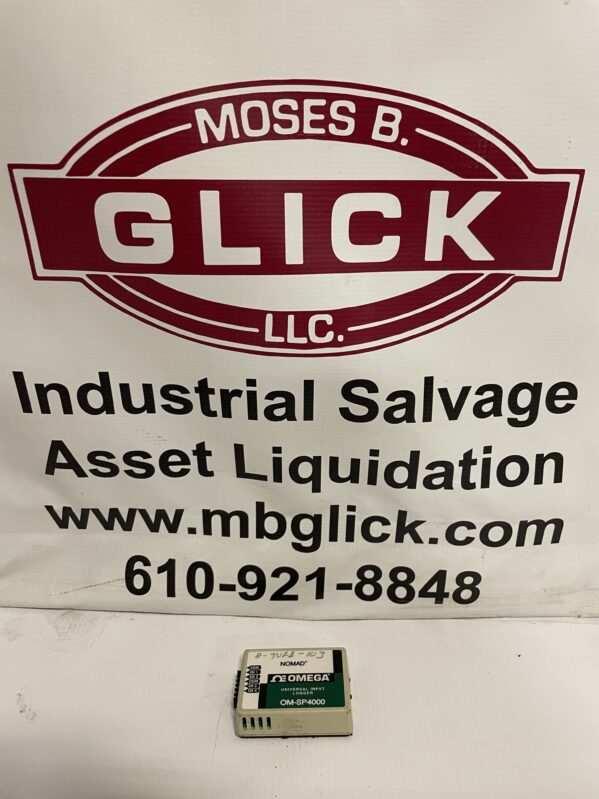 MOSES B.
GLICK
LLC.
Industrial Salvage
Asset Liquidation
www.mbglick.com
610-921-8848
NOMAD®
OMEGA®
UNIVERSAL INPUT
LOGGER
OM-SP4000